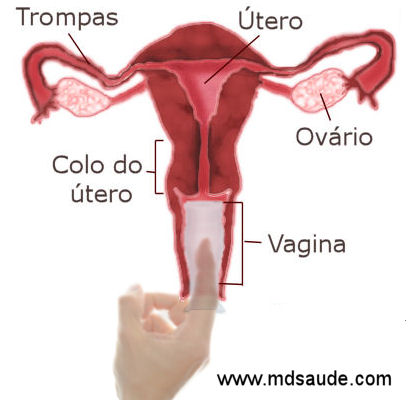 Trompas
Útero
Ovário
Colo do
útero
Vagina
www.mdsaude.com